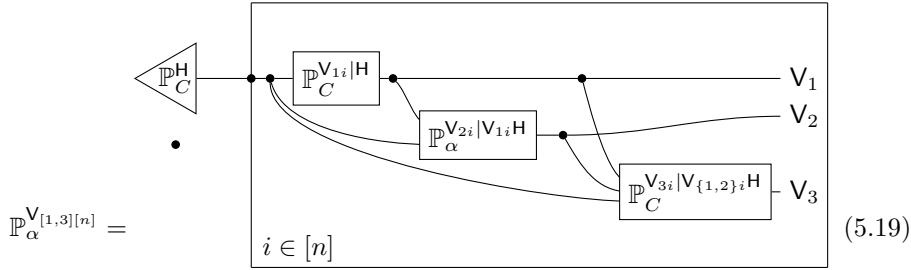 ℙ_C^H
ℙ_C^{V_{1i}|H}
V_1
V_2
ℙ_α^{V_{2i}|V_{1i}H}
ℙ_C^{V_{3i}|V_{{1,2}i}H}
V_3
ℙ_α^{V_{[1,3][n]}} =
i ∈ [n]
(5.19)